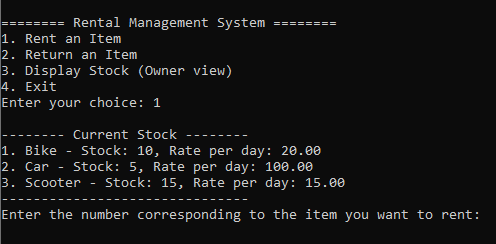 ======== Rental Management System ========
1. Rent an Item
2. Return an Item
3. Display Stock (Owner view)
4. Exit
Enter your choice: 1
-------- Current Stock --------
1. Bike - Stock: 10, Rate per day: 20.00
2. Car - Stock: 5, Rate per day: 100.00
3. Scooter - Stock: 15, Rate per day: 15.00
-------------------------------
Enter the number corresponding to the item you want to rent: